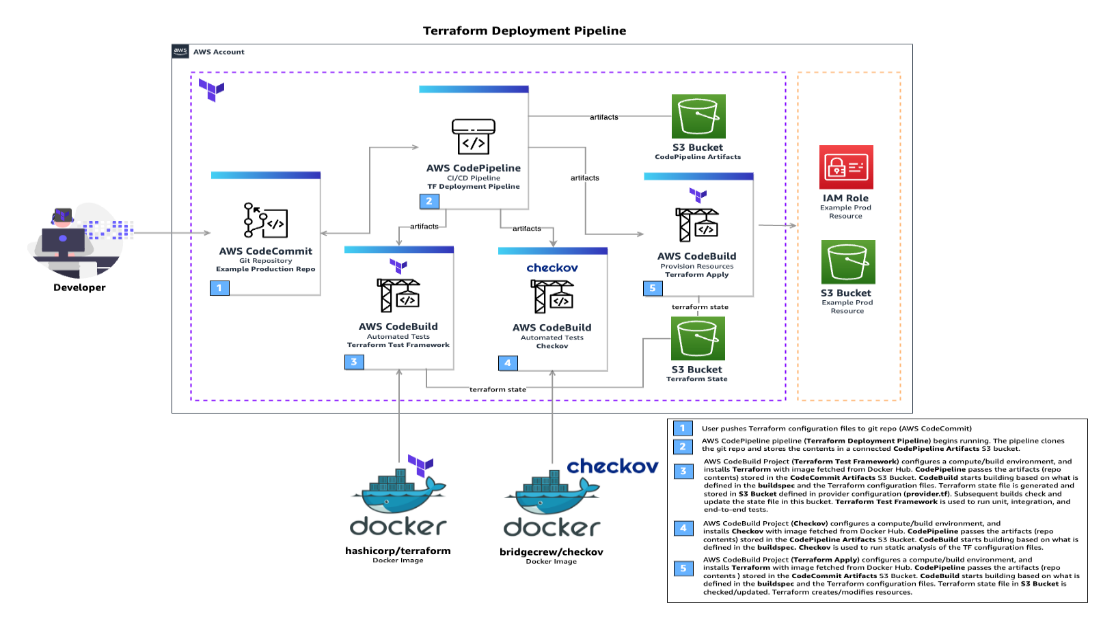 Terraform Deployment Pipeline
aws
AWS Account
artifacts
S3 Bucket
CodePipeline Artifacts
AWS CodePipeline
CI/CD Pipeline
TF Deployment Pipeline
2
artifacts
IAM Role
Example Prod
Resource
AWS CodeCommit
Git Repository
Example Production Repo
1
artifacts
artifacts
AWS CodeBuild
Provision Resources
Terraform Apply
5
Developer
S3 Bucket
Example Prod
Resource
checkov
terraform state
AWS CodeBuild
Automated Tests
Terraform Test Framework
3
AWS CodeBuild
Automated Tests
Checkov
4
S3 Bucket
Terraform State
terraform state
docker
hashicorp/terraform
Docker Image
checkov
docker
bridgecrew/checkov
Docker Image
1
User pushes Terraform configuration files to git repo (AWS CodeCommit)
2
AWS CodePipeline pipeline (Terraform Deployment Pipeline) begins running. The pipeline clones
the git repo and stores the contents in a connected CodePipeline Artifacts S3 bucket.
3
AWS CodeBuild Project (Terraform Test Framework) configures a compute/build environment, and
installs Terraform with image fetched from Docker Hub. CodePipeline passes the artifacts (repo
contents) stored in the CodeCommit Artifacts S3 Bucket. CodeBuild starts building based on what is
defined in the buildspec and the Terraform configuration files. Terraform state file is generated and
stored in S3 Bucket defined in provider configuration (provider.tf). Subsequent builds check and
update the state file in this bucket. Terraform Test Framework is used to run unit, integration, and
end-to-end tests.
4
AWS CodeBuild Project (Checkov) configures a compute/build environment, and
installs Checkov with image fetched from Docker Hub. CodePipeline passes the artifacts (repo
contents) stored in the CodePipeline Artifacts S3 Bucket. CodeBuild starts building based on what is
defined in the buildspec. Checkov is used to run static analysis of the TF configuration files.
5
AWS CodeBuild Project (Terraform Apply) configures a compute/build environment, and
installs Terraform with image fetched from Docker Hub. CodePipeline passes the artifacts (repo
contents ) stored in the CodeCommit Artifacts S3 Bucket. CodeBuild starts building based on what is
defined in the buildspec and the Terraform configuration files. Terraform state file in S3 Bucket is
checked/updated. Terraform creates/modifies resources.